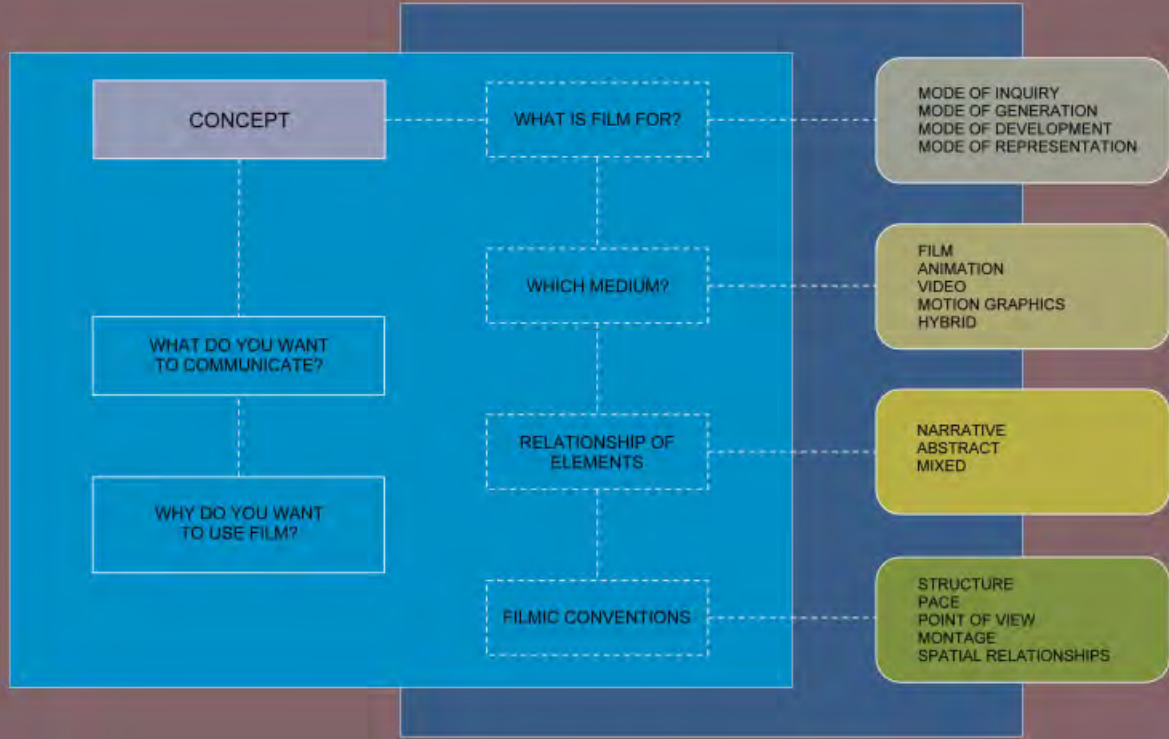 CONCEPT
WHAT IS FILM FOR?
MODE OF INQUIRY
MODE OF GENERATION
MODE OF DEVELOPMENT
MODE OF REPRESENTATION
WHICH MEDIUM?
FILM
ANIMATION
VIDEO
MOTION GRAPHICS
HYBRID
WHAT DO YOU WANT
TO COMMUNICATE?
RELATIONSHIP OF
ELEMENTS
NARRATIVE
ABSTRACT
MIXED
WHY DO YOU WANT
TO USE FILM?
FILMIC CONVENTIONS
STRUCTURE
PACE
POINT OF VIEW
MONTAGE
SPATIAL RELATIONSHIPS